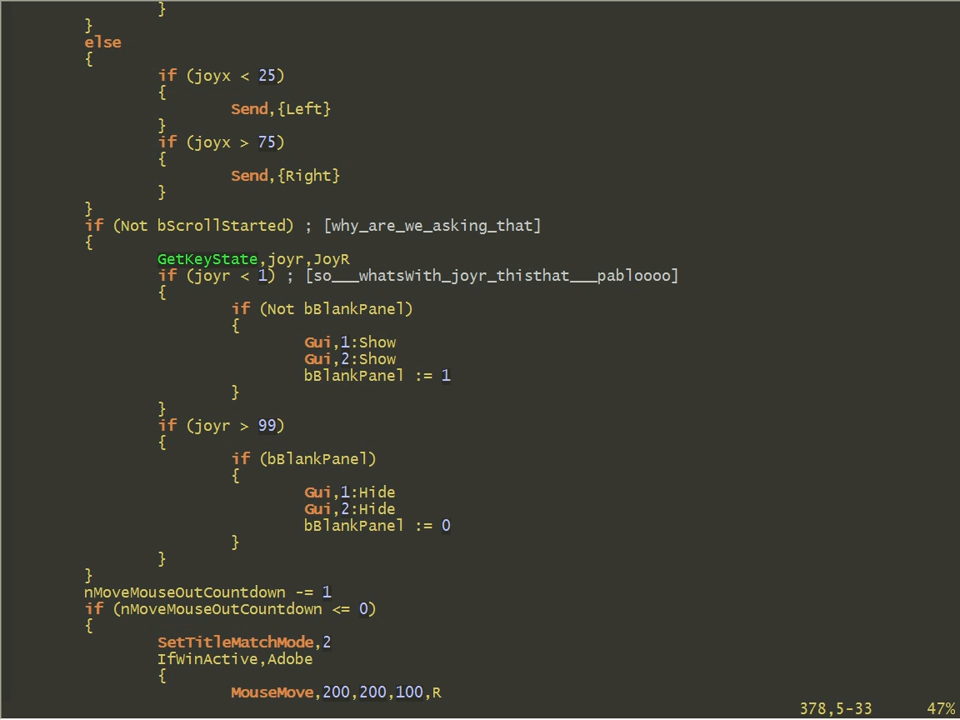 }
}
else
{
if (joyx < 25)
{
Send,{Left}
}
if (joyx > 75)
{
Send,{Right}
}
}
if (Not bScrollStarted) ; [why_are_we_asking_that]
{
GetKeyState,joyr,JoyR
if (joyr < 1) ; [so___whatsWith_joyr_thisthat___pabloooo]
{
if (Not bBlankPanel)
{
Gui,1:Show
Gui,2:Show
bBlankPanel := 1
}
}
if (joyr > 99)
{
if (bBlankPanel)
{
Gui,1:Hide
Gui,2:Hide
bBlankPanel := 0
}
}
}
nMoveMouseOutCountdown -= 1
if (nMoveMouseOutCountdown <= 0)
{
SetTitleMatchMode,2
IfWinActive,Adobe
{
MouseMove,200,200,100,R
378,5-33 47%